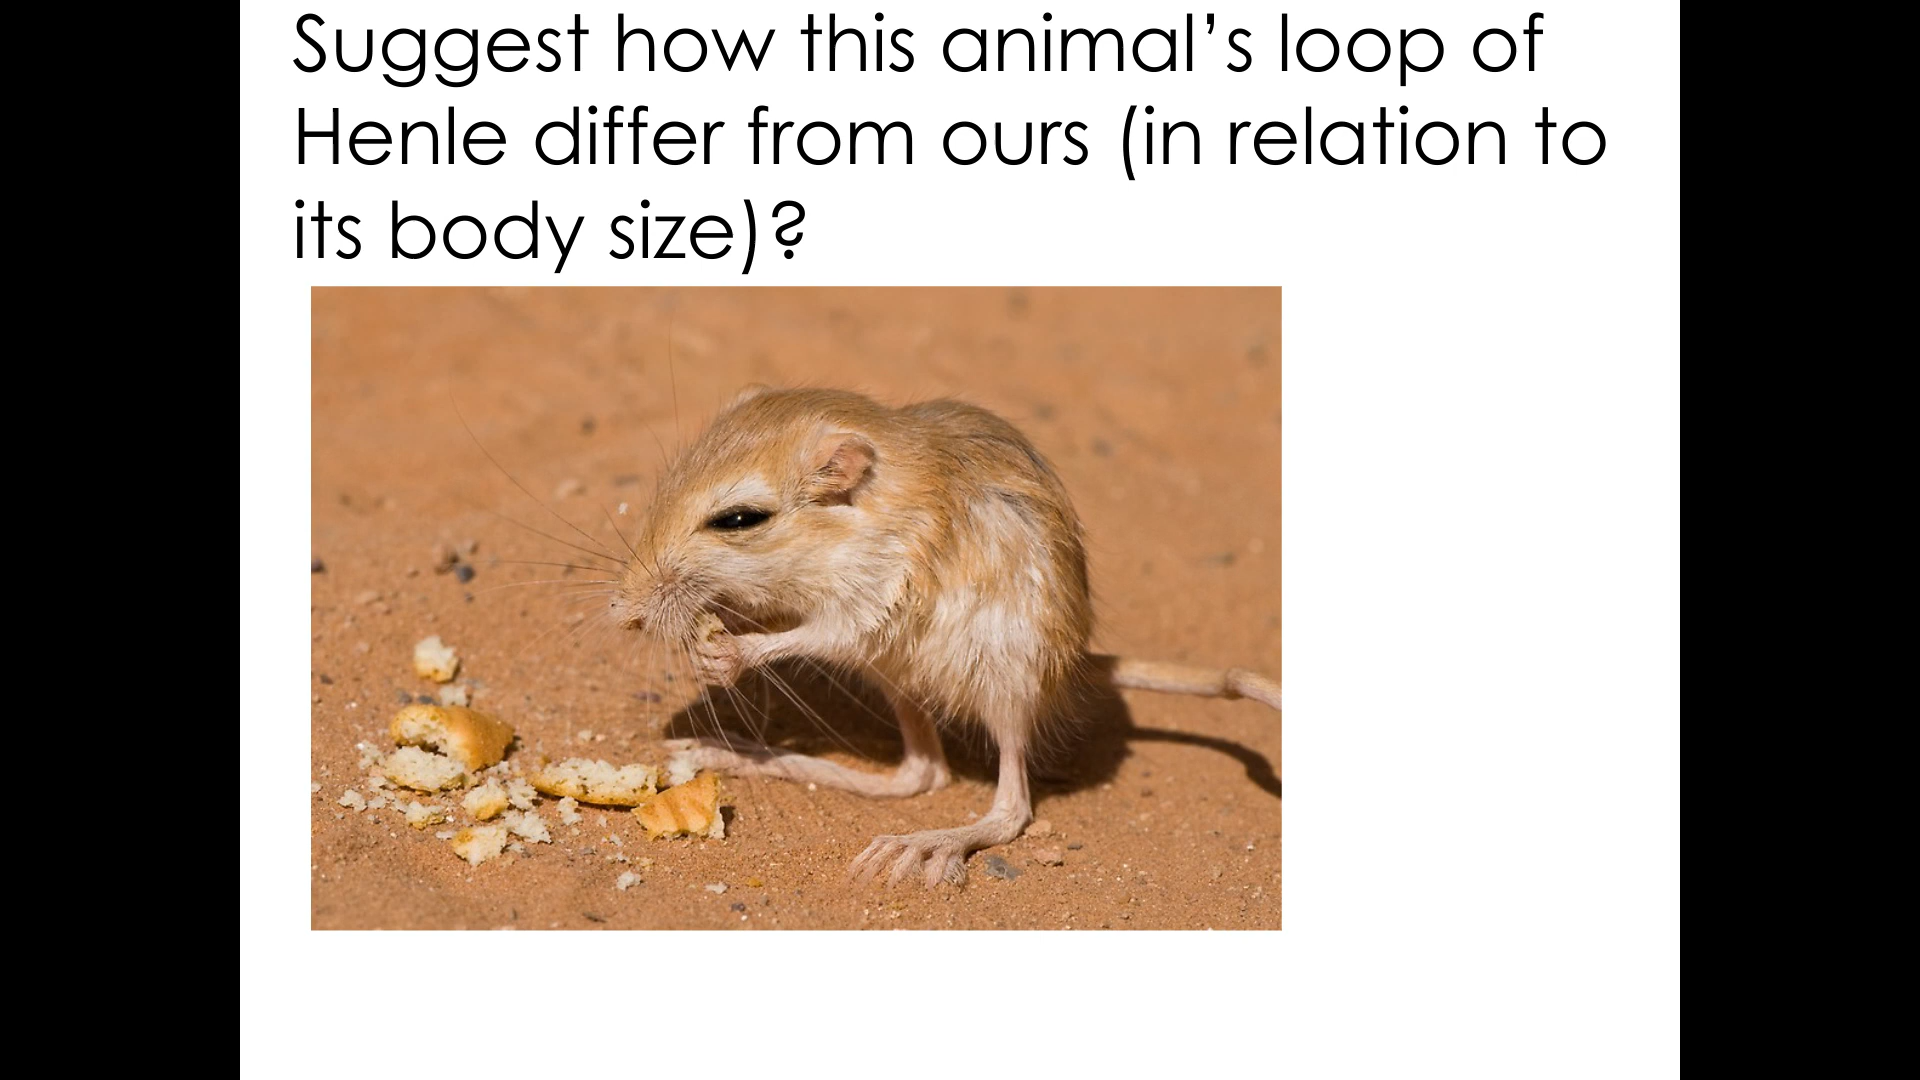 Suggest how this animal’s loop of
Henle differ from ours (in relation to
its body size)?